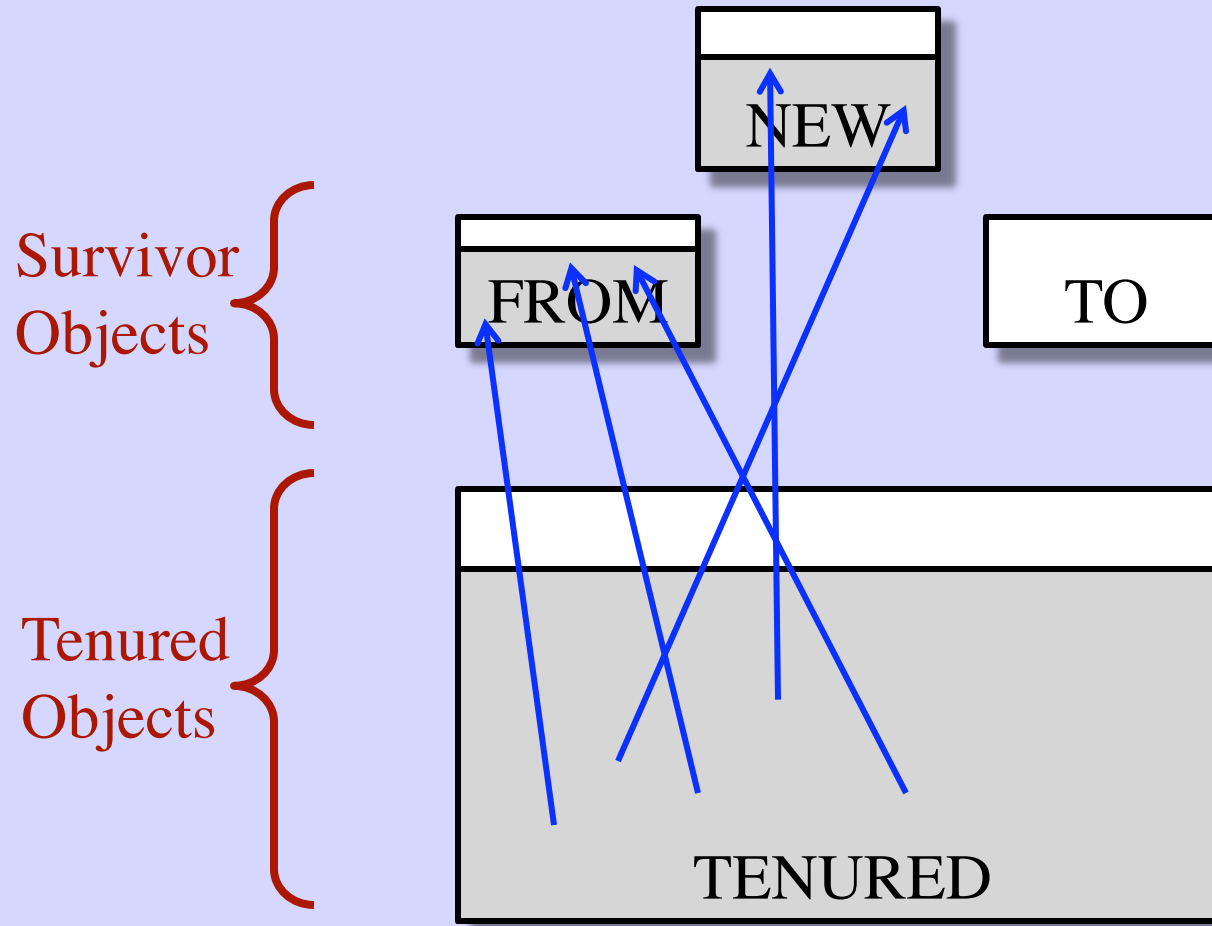 NEW
Survivor
Objects
FROM
TO
Tenured
Objects
TENURED